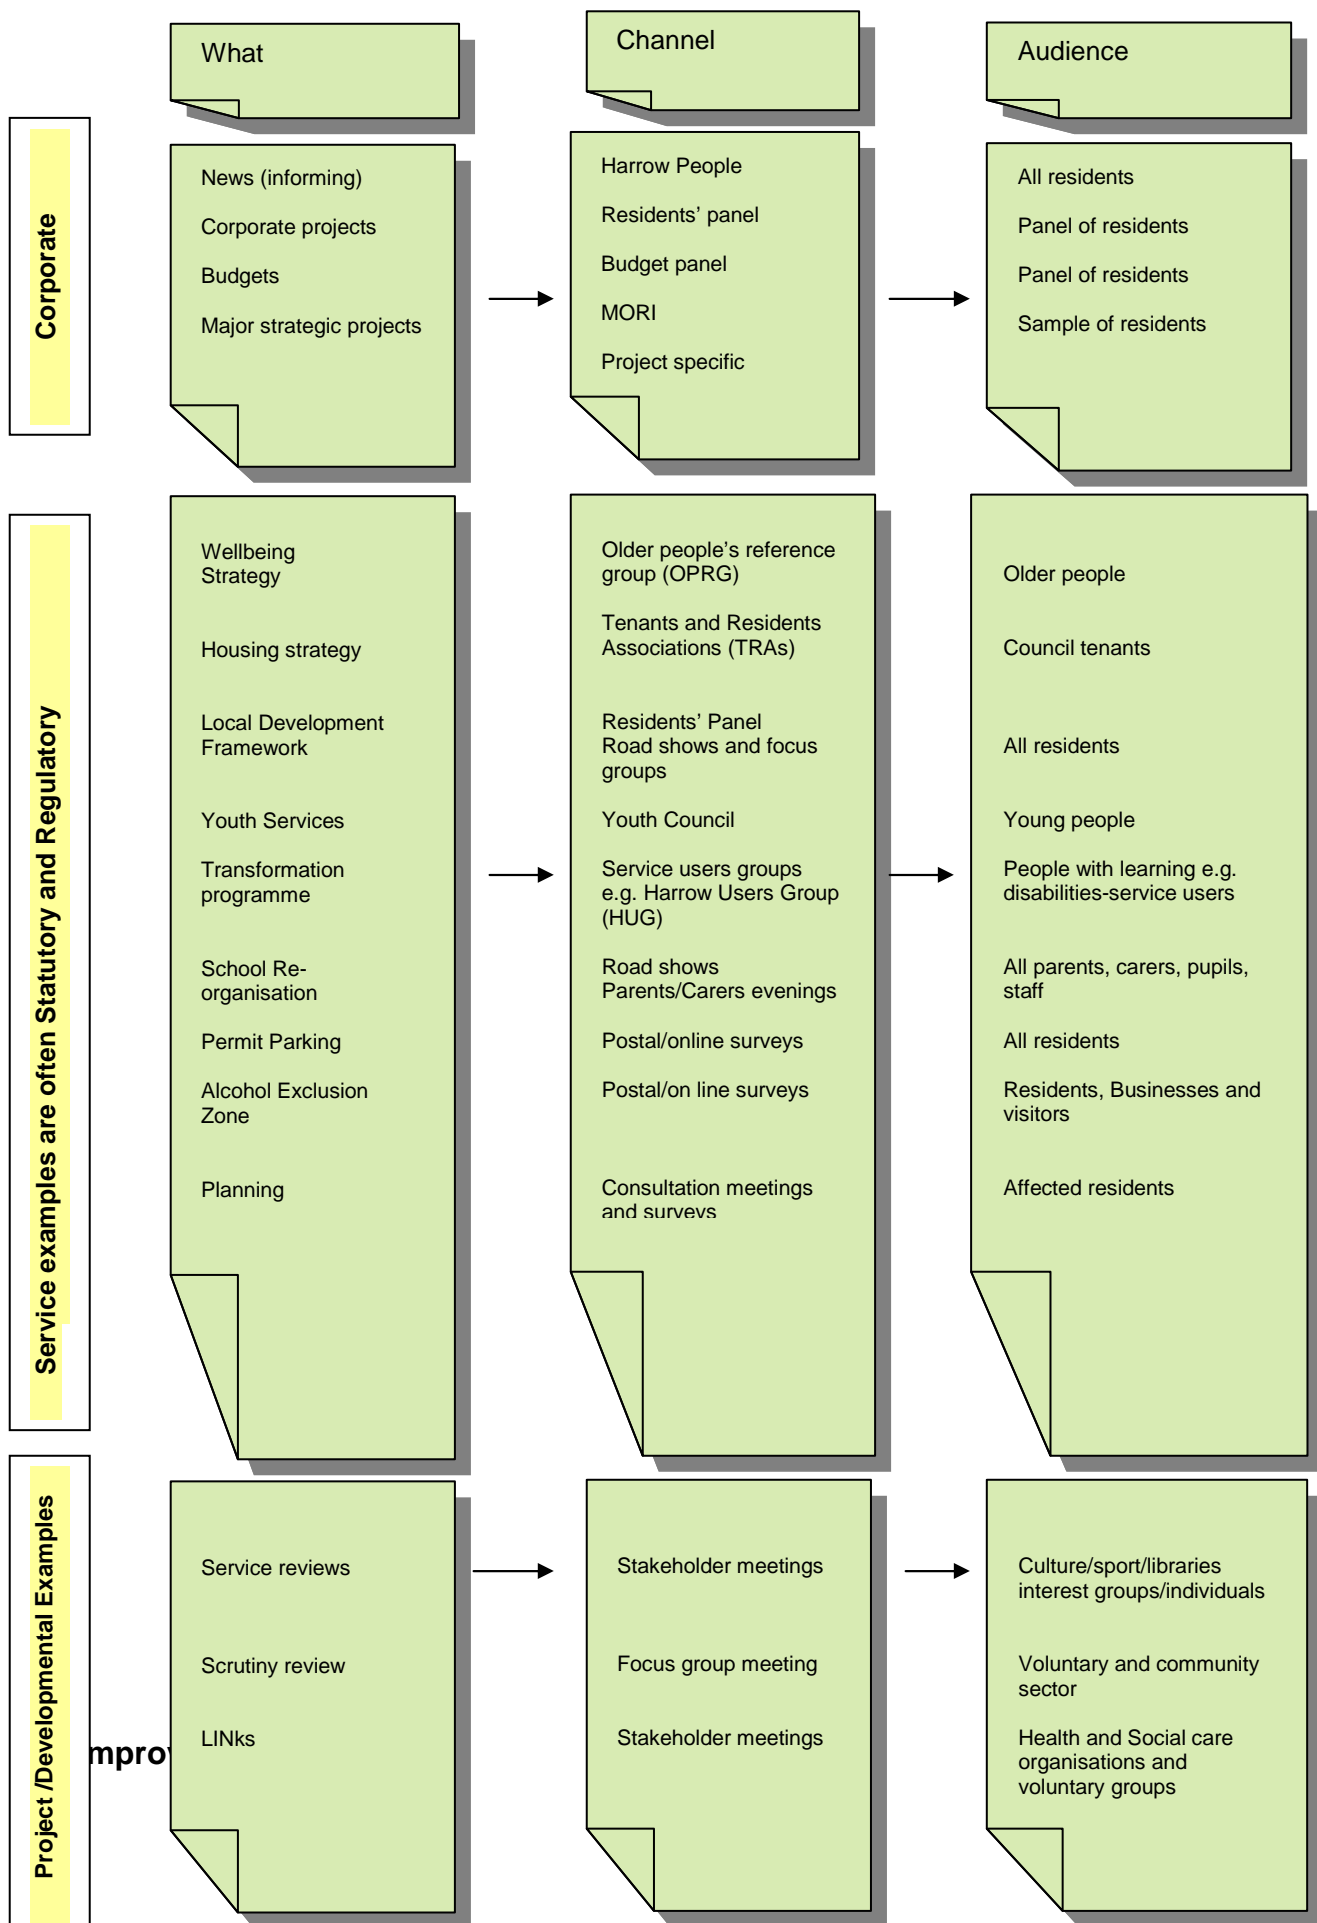 What
Channel
Audience
Corporate
News (informing)
Corporate projects
Budgets
Major strategic projects
Harrow People
Residents’ panel
Budget panel
MORI
Project specific
All residents
Panel of residents
Panel of residents
Sample of residents
Service examples are often Statutory and Regulatory
Wellbeing
Strategy
Housing strategy
Local Development
Framework
Youth Services
Transformation
programme
School Re-
organisation
Permit Parking
Alcohol Exclusion
Zone
Planning
Older people’s reference
group (OPRG)
Tenants and Residents
Associations (TRAs)
Residents’ Panel
Road shows and focus
groups
Youth Council
Service users groups
e.g. Harrow Users Group
(HUG)
Road shows
Parents/Carers evenings
Postal/online surveys
Postal/on line surveys
Consultation meetings
and surveys
Older people
Council tenants
All residents
Young people
People with learning e.g.
disabilities-service users
All parents, carers, pupils,
staff
All residents
Residents, Businesses and
visitors
Affected residents
Project /Developmental Examples
Service reviews
Scrutiny review
LINks
Stakeholder meetings
Focus group meeting
Stakeholder meetings
Culture/sport/libraries
interest groups/individuals
Voluntary and community
sector
Health and Social care
organisations and
voluntary groups